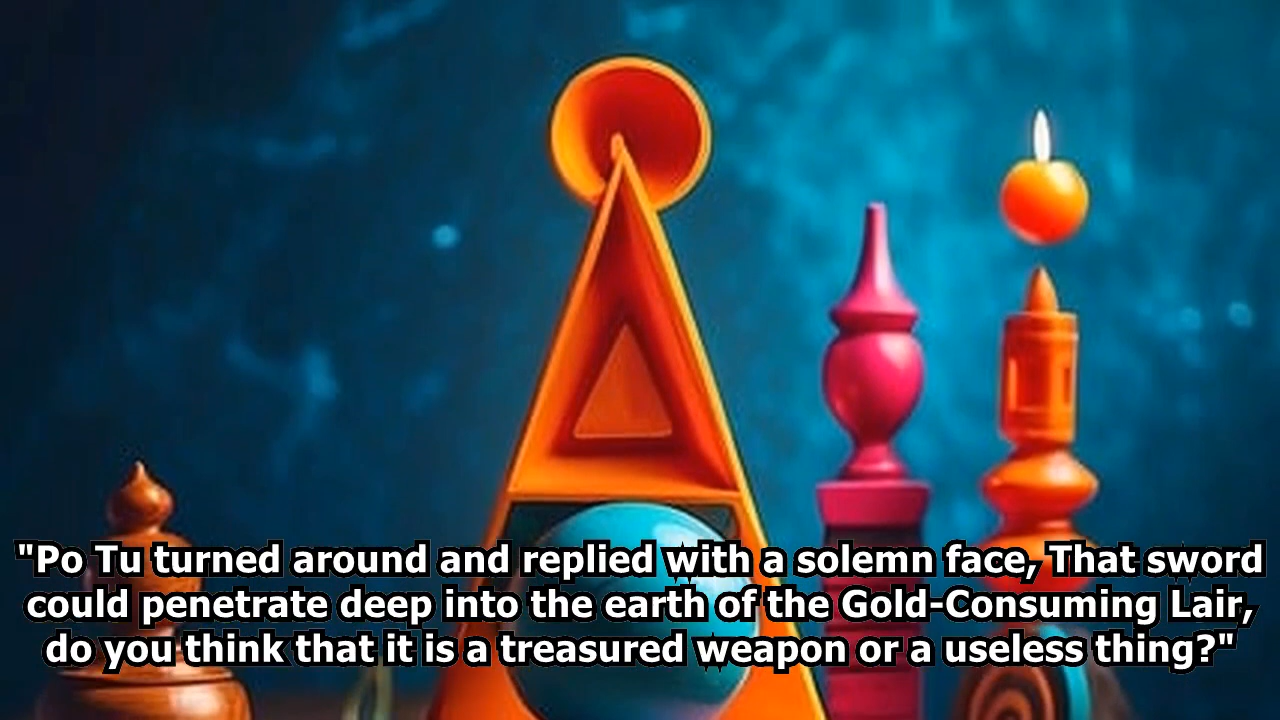 "Po Tu turned around and replied with a solemn face, That sword
could penetrate deep into the earth of the Gold-Consuming Lair,
do you think that it is a treasured weapon or a useless thing?"